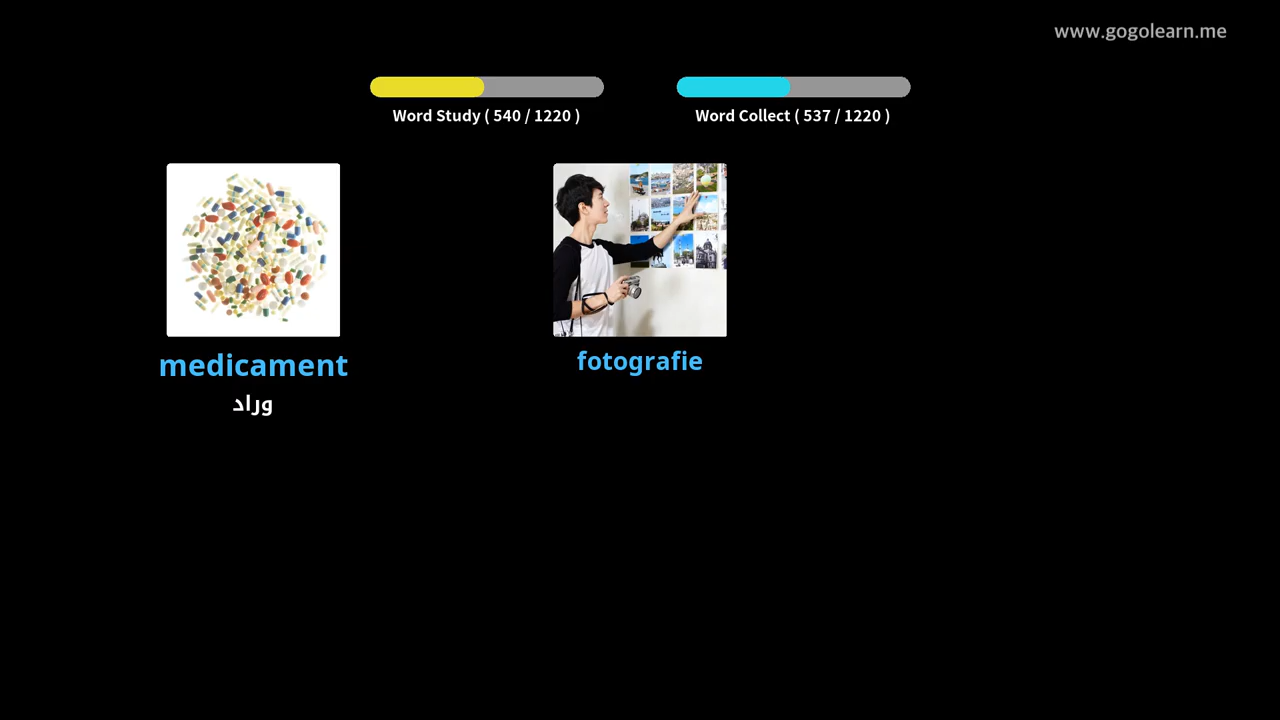 www.gogolearn.me
Word Study ( 540 / 1220 )
Word Collect ( 537 / 1220 )
medicament
وراد
fotografie